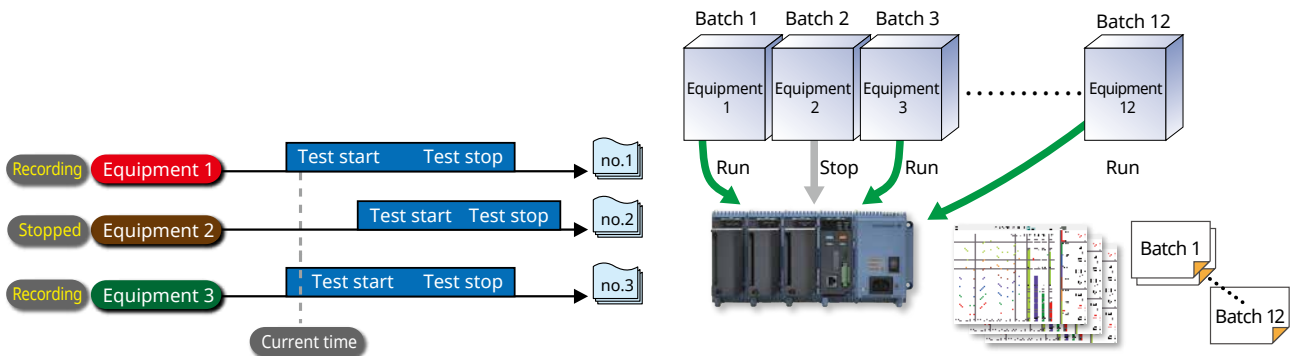 Recording
Equipment 1
Test start
Test stop
no.1
Stopped
Equipment 2
Test start
Test stop
no.2
Recording
Equipment 3
Test start
Test stop
no.3
Current time
Batch 1
Batch 2
Batch 3
Batch 12
Equipment
1
Equipment
2
Equipment
3
Equipment
12
Run
Stop
Run
Run
Batch 1
Batch 12